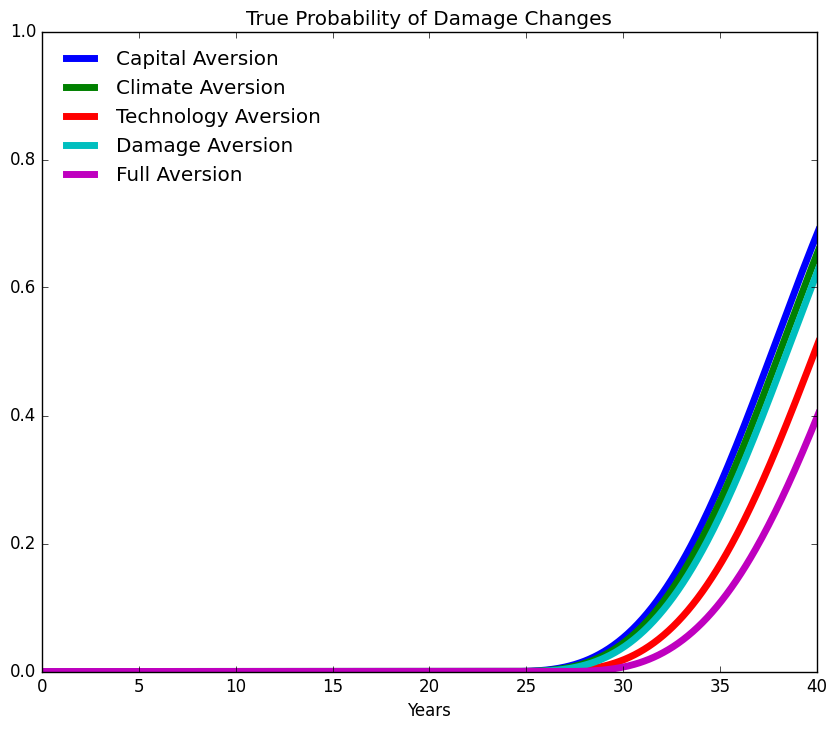 True Probability of Damage Changes
1.0
Capital Aversion
Climate Aversion
Technology Aversion
Damage Aversion
Full Aversion
0.8
0.6
0.4
0.2
0.0
0 5 10 15 20 25 30 35 40
Years